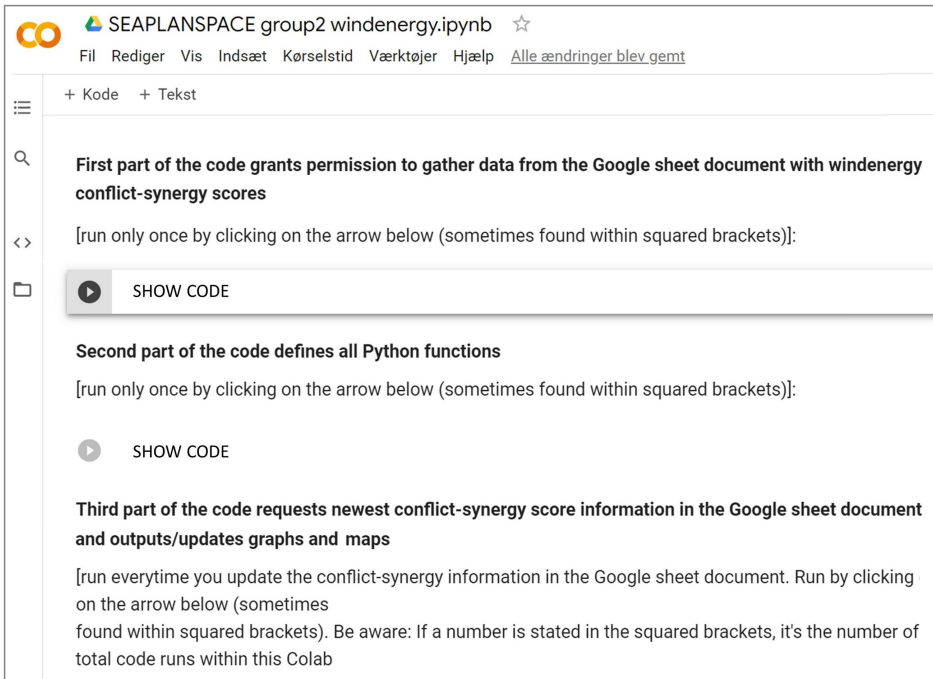 SEAPLANSPACE group2 windenergy.ipynb
Fil Rediger Vis Indsæt Kørselstid Værktøjer Hjælp Alle ændringer blev gemt
+ Kode + Tekst
First part of the code grants permission to gather data from the Google sheet document with windenergy
conflict-synergy scores
[run only once by clicking on the arrow below (sometimes found within squared brackets)]:
SHOW CODE
Second part of the code defines all Python functions
[run only once by clicking on the arrow below (sometimes found within squared brackets)]:
SHOW CODE
Third part of the code requests newest conflict-synergy score information in the Google sheet document
and outputs/updates graphs and maps
[run everytime you update the conflict-synergy information in the Google sheet document. Run by clicking
on the arrow below (sometimes
found within squared brackets). Be aware: If a number is stated in the squared brackets, it's the number of
total code runs within this Colab